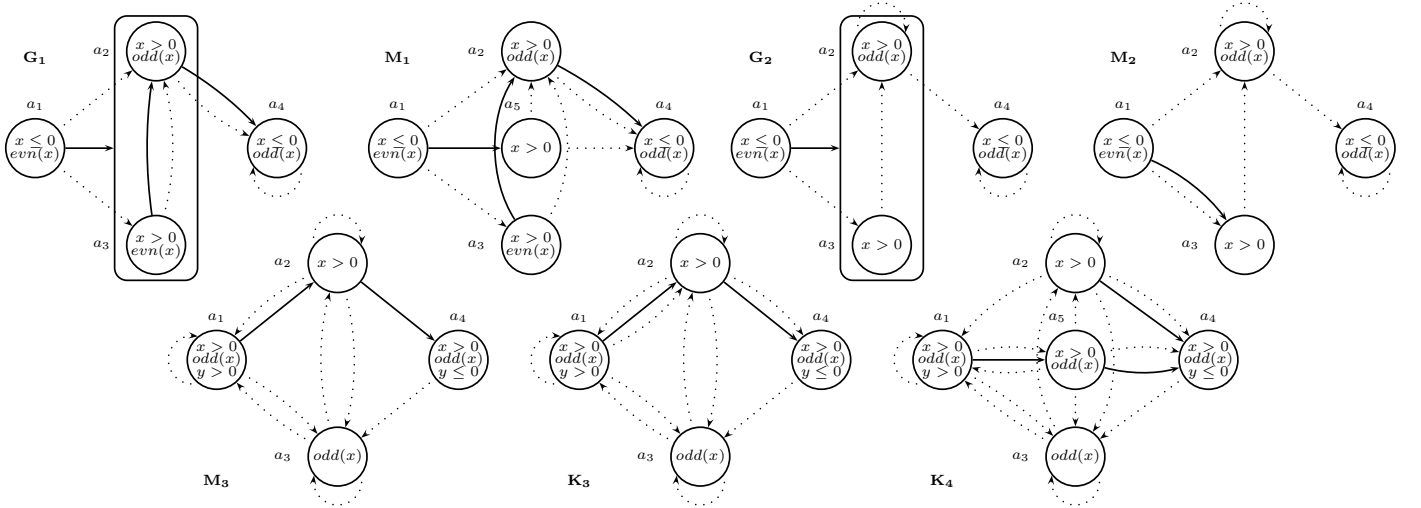 G₁
a₁
x ≤ 0
evn(x)
a₂
x > 0
odd(x)
a₃
x > 0
evn(x)
a₄
x ≤ 0
odd(x)
M₁
a₁
x ≤ 0
evn(x)
a₂
x > 0
odd(x)
a₅
x > 0
a₃
x > 0
evn(x)
a₄
x ≤ 0
odd(x)
G₂
a₁
x ≤ 0
evn(x)
a₂
x > 0
odd(x)
a₃
x > 0
a₄
x ≤ 0
odd(x)
M₂
a₁
x ≤ 0
evn(x)
a₂
x > 0
odd(x)
a₃
x > 0
a₄
x ≤ 0
odd(x)
a₁
x > 0
odd(x)
y > 0
a₂
x > 0
a₃
odd(x)
a₄
x > 0
odd(x)
y ≤ 0
M₃
a₁
x > 0
odd(x)
y > 0
a₂
x > 0
a₃
odd(x)
a₄
x > 0
odd(x)
y ≤ 0
K₃
a₁
x > 0
odd(x)
y > 0
a₂
x > 0
a₅
x > 0
odd(x)
a₃
odd(x)
a₄
x > 0
odd(x)
y ≤ 0
K₄